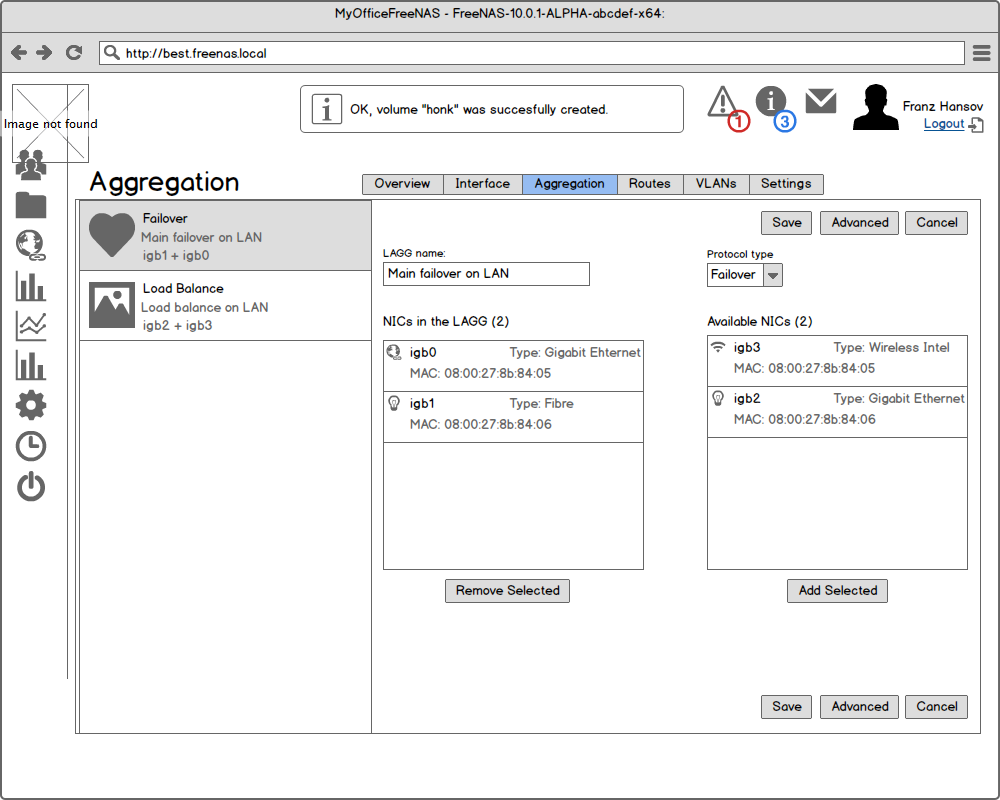 MyOfficeFreeNAS - FreeNAS-10.0.1-ALPHA-abcdef-x64:
http://best.freenas.local
Image not found
OK, volume "honk" was succesfully created.
1
3
Franz Hansov
Logout
Aggregation
Overview Interface Aggregation Routes VLANs Settings
Failover
Main failover on LAN
igb1 + igb0
Load Balance
Load balance on LAN
igb2 + igb3
Save Advanced Cancel
LAGG name:
Main failover on LAN
Protocol type
Failover
NICs in the LAGG (2)
igb0 Type: Gigabit Ehternet
MAC: 08:00:27:8b:84:05
igb1 Type: Fibre
MAC: 08:00:27:8b:84:06
Remove Selected
Available NICs (2)
igb3 Type: Wireless Intel
MAC: 08:00:27:8b:84:05
igb2 Type: Gigabit Ethernet
MAC: 08:00:27:8b:84:06
Add Selected
Save Advanced Cancel